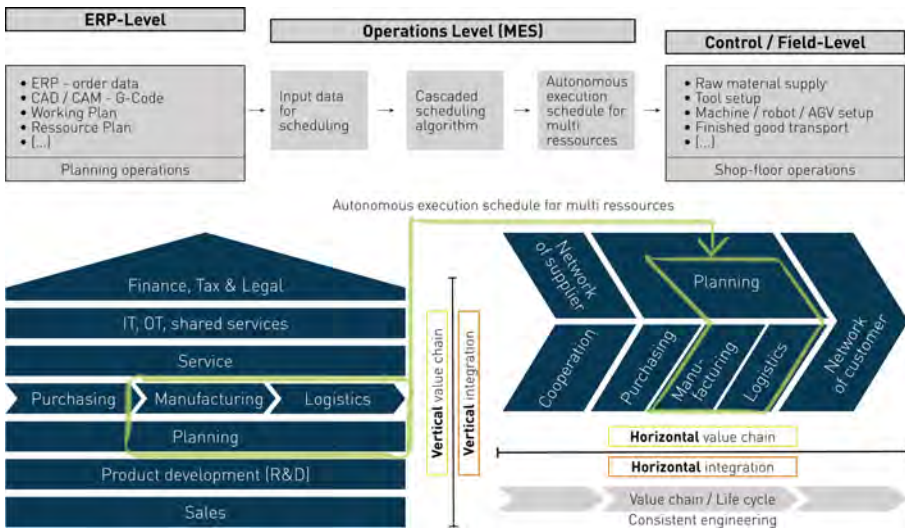 ERP-Level
Operations Level (MES)
Control / Field-Level
• ERP - order data
• CAD / CAM - G-Code
• Working Plan
• Ressource Plan
• [...]
Planning operations
Input data
for
scheduling
Cascaded
scheduling
algorithm
Autonomous
execution
schedule for
multi
ressources
• Raw material supply
• Tool setup
• Machine / robot / AGV setup
• Finished good transport
• [...]
Shop-floor operations
Autonomous execution schedule for multi ressources
Finance, Tax & Legal
IT, OT, shared services
Service
Purchasing
Manufacturing
Logistics
Planning
Product development (R&D)
Sales
Vertical value chain
Vertical integration
Network
of supplier
Planning
Cooperation
Purchasing
Manu-
facturing
Logistics
Network
of customer
Horizontal value chain
Horizontal integration
Value chain / Life cycle
Consistent engineering